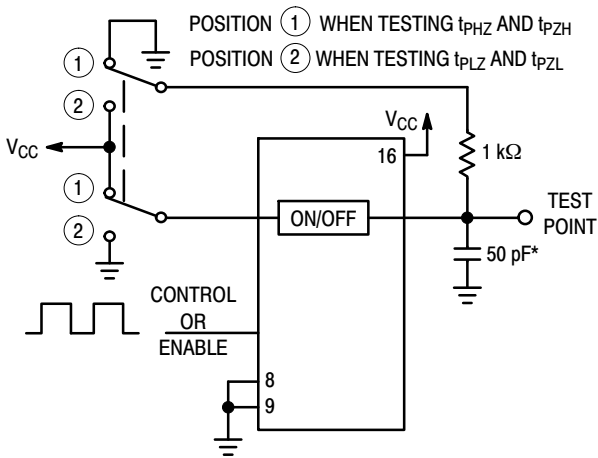 POSITION 1 WHEN TESTING tPHZ AND tPZH
POSITION 2 WHEN TESTING tPLZ AND tPZL
1
2
VCC
1
2
VCC
16
1 kΩ
ON/OFF
TEST
POINT
50 pF*
CONTROL
OR
ENABLE
8
9